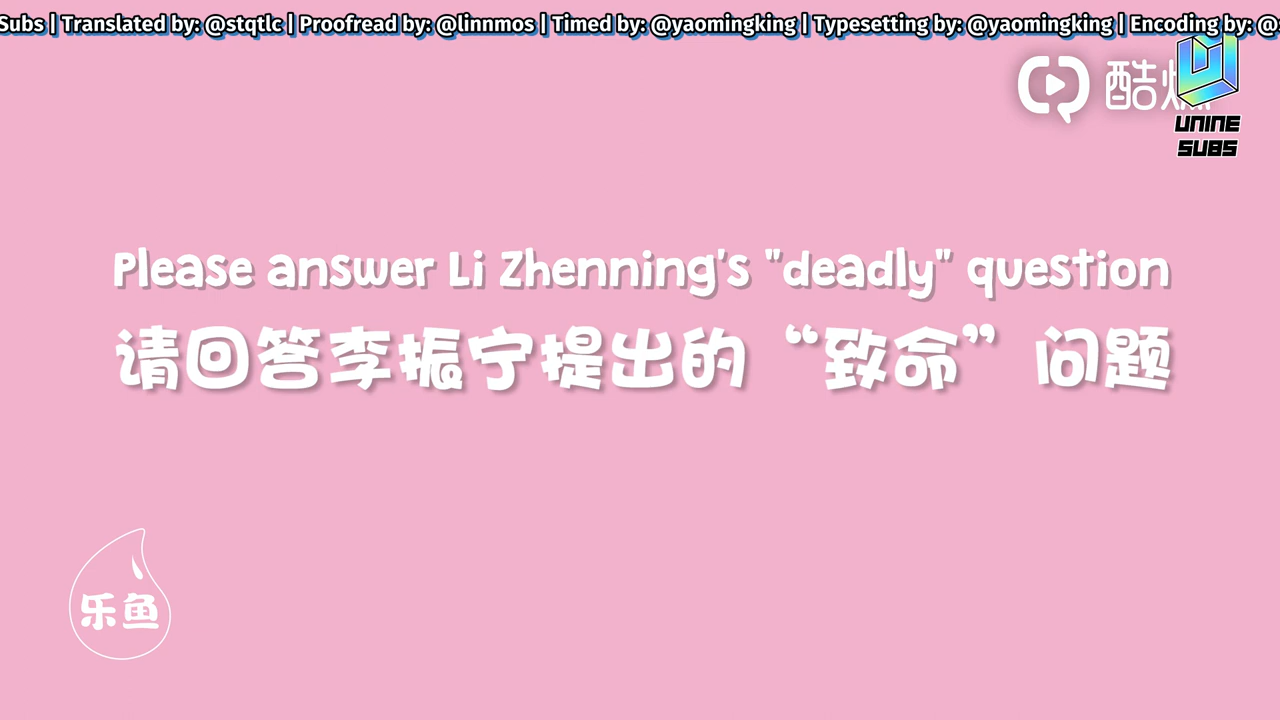 Subs | Translated by: @stqtlc | Proofread by: @linnmos | Timed by: @yaomingking | Typesetting by: @yaomingking | Encoding by: @
酷燃
UNINE
SUBS
Please answer Li Zhenning's "deadly" question
请回答李振宁提出的“致命”问题
乐鱼